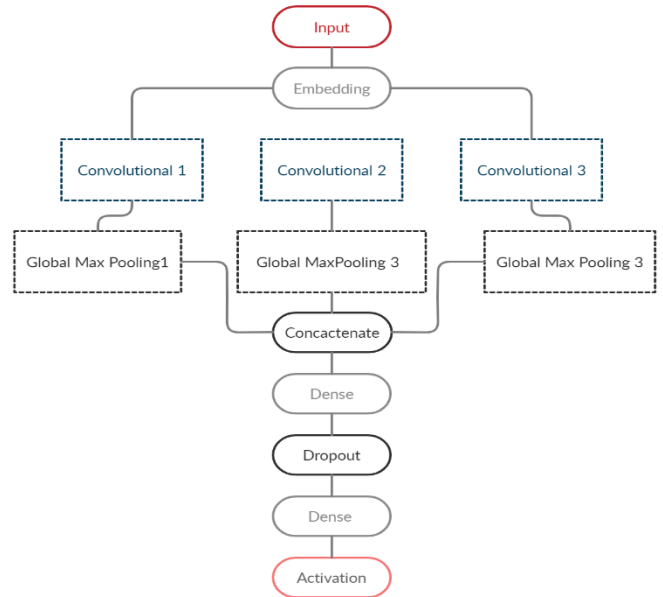 Input
Embedding
Convolutional 1
Convolutional 2
Convolutional 3
Global Max Pooling1
Global MaxPooling 3
Global Max Pooling 3
Concactenate
Dense
Dropout
Dense
Activation